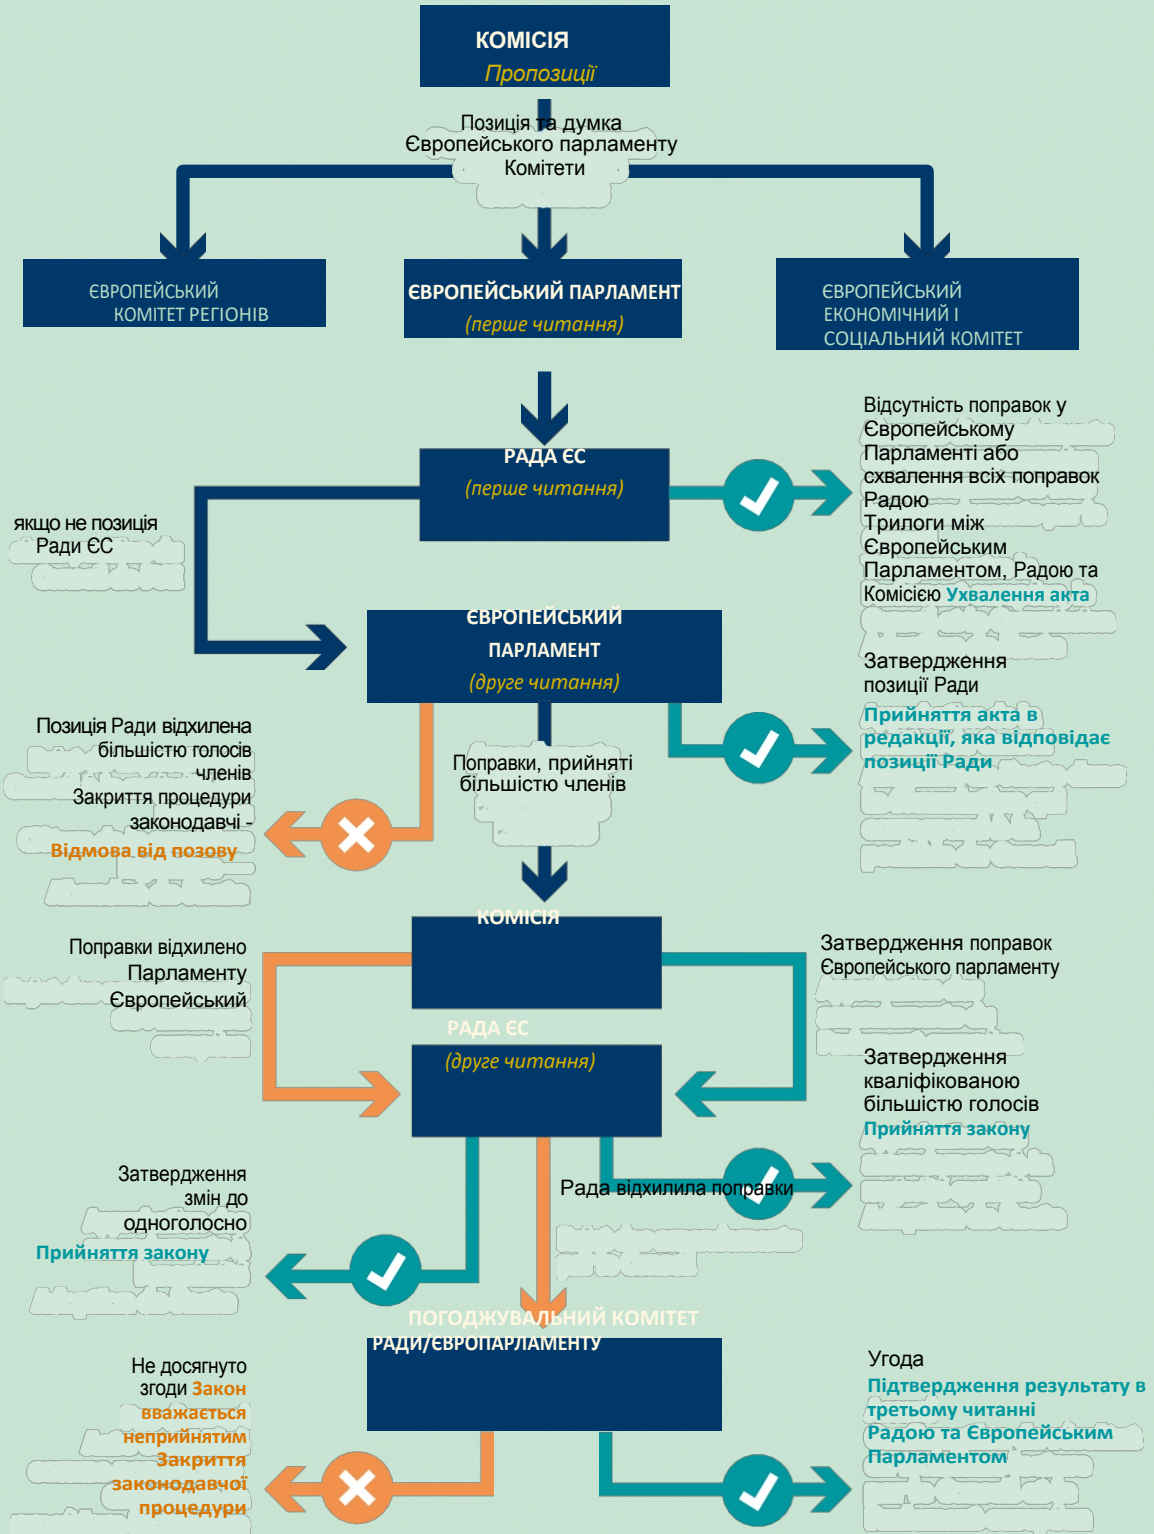 КОМІСІЯ
Пропозиції
Позиція та думка
Європейського парламенту
Комітети
ЄВРОПЕЙСЬКИЙ
КОМІТЕТ РЕГІОНІВ
ЄВРОПЕЙСЬКИЙ ПАРЛАМЕНТ
(перше читання)
ЄВРОПЕЙСЬКИЙ
ЕКОНОМІЧНИЙ І
СОЦІАЛЬНИЙ КОМІТЕТ
РАДА ЄС
(перше читання)
Відсутність поправок у
Європейському
Парламенті або
схвалення всіх поправок
Радою
Трилоги між
Європейським
Парламентом, Радою та
Комісією Ухвалення акта
якщо не позиція
Ради ЄС
ЄВРОПЕЙСЬКИЙ
ПАРЛАМЕНТ
(друге читання)
Затвердження
позиції Ради
Прийняття акта в
редакції, яка відповідає
позиції Ради
Позиція Ради відхилена
більшістю голосів
членів
Закриття процедури
законодавчі -
Відмова від позову
Поправки, прийняті
більшістю членів
КОМІСІЯ
Поправки відхилено
Парламенту
Європейський
Затвердження поправок
Європейського парламенту
РАДА ЄС
(друге читання)
Затвердження
кваліфікованою
більшістю голосів
Прийняття закону
Затвердження
змін до
одноголосно
Прийняття закону
Рада відхилила поправки
ПОГОДЖУВАЛЬНИЙ КОМІТЕТ
РАДИ/ЄВРОПАРЛАМЕНТУ
Не досягнуто
згоди Закон
вважається
неприйнятим
Закриття
законодавчої
процедури
Угода
Підтвердження результату в
третьому читанні
Радою та Європейським
Парламентом